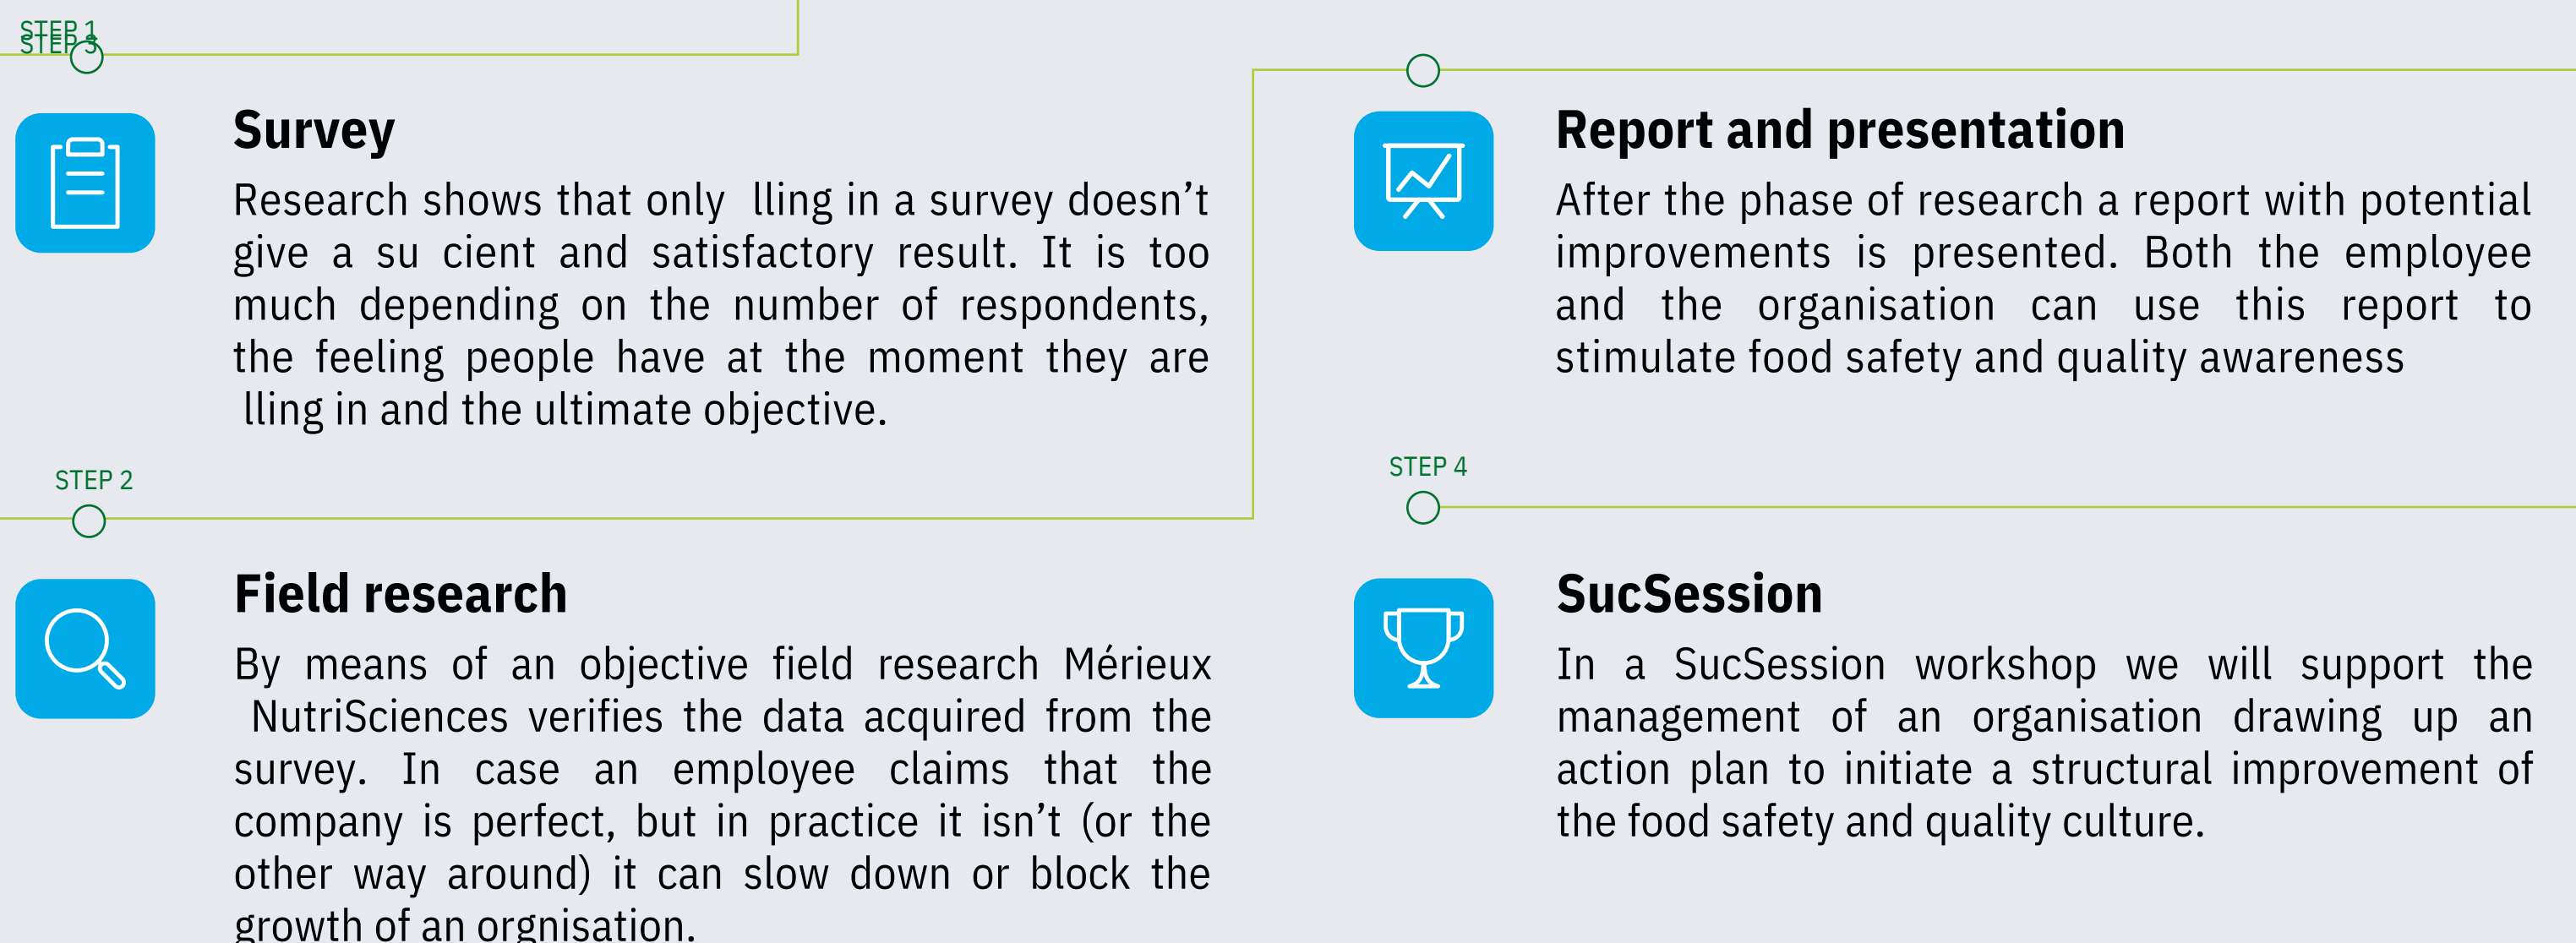 STEP 1
STEP 3
Survey
Research shows that only lling in a survey doesn’t
give a su cient and satisfactory result. It is too
much depending on the number of respondents,
the feeling people have at the moment they are
lling in and the ultimate objective.
STEP 2
Field research
By means of an objective field research Mérieux
NutriSciences verifies the data acquired from the
survey. In case an employee claims that the
company is perfect, but in practice it isn’t (or the
other way around) it can slow down or block the
growth of an orgnisation.
Report and presentation
After the phase of research a report with potential
improvements is presented. Both the employee
and the organisation can use this report to
stimulate food safety and quality awareness
STEP 4
SucSession
In a SucSession workshop we will support the
management of an organisation drawing up an
action plan to initiate a structural improvement of
the food safety and quality culture.